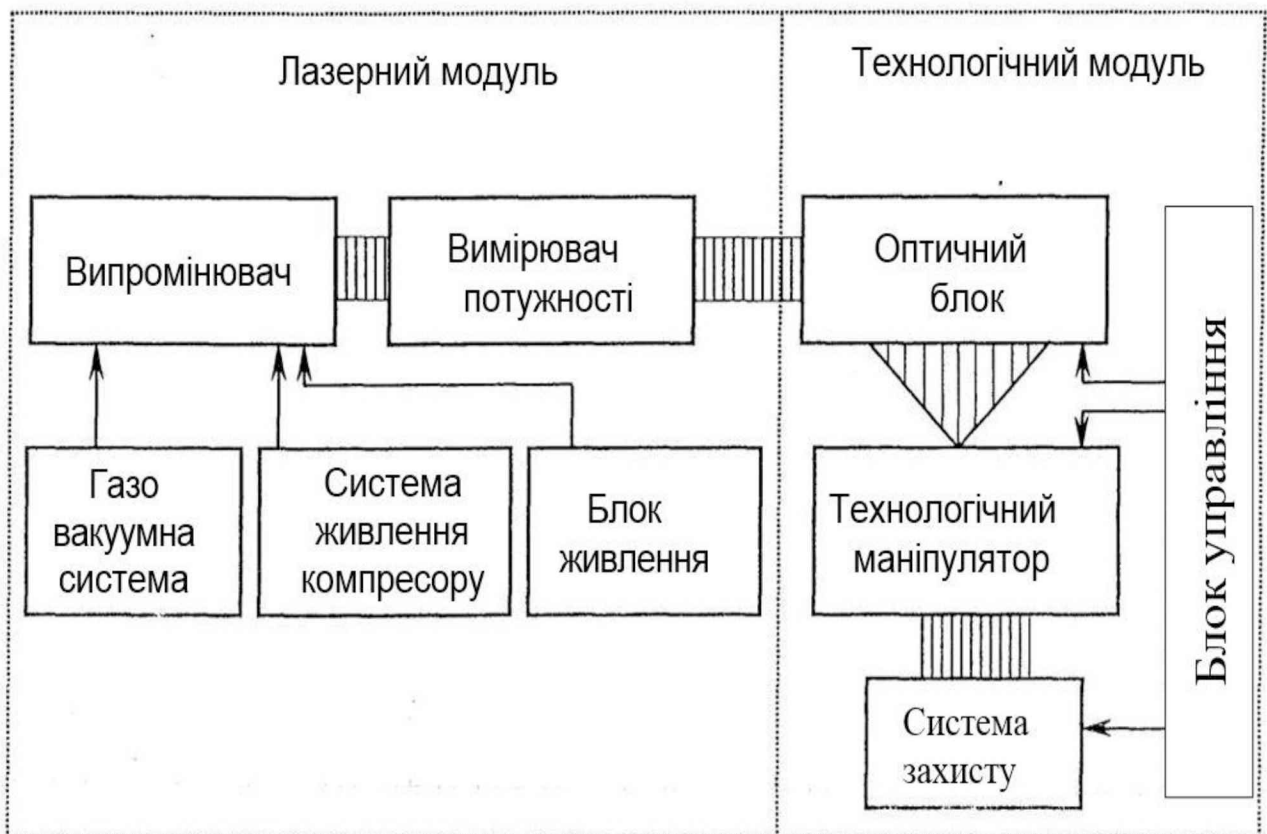 Лазерний модуль
Технологічний модуль
Випромінювач
Вимірювач
потужності
Оптичний
блок
Газо
вакуумна
система
Система
живлення
компресору
Блок
живлення
Технологічний
маніпулятор
Система
захисту
Блок управління